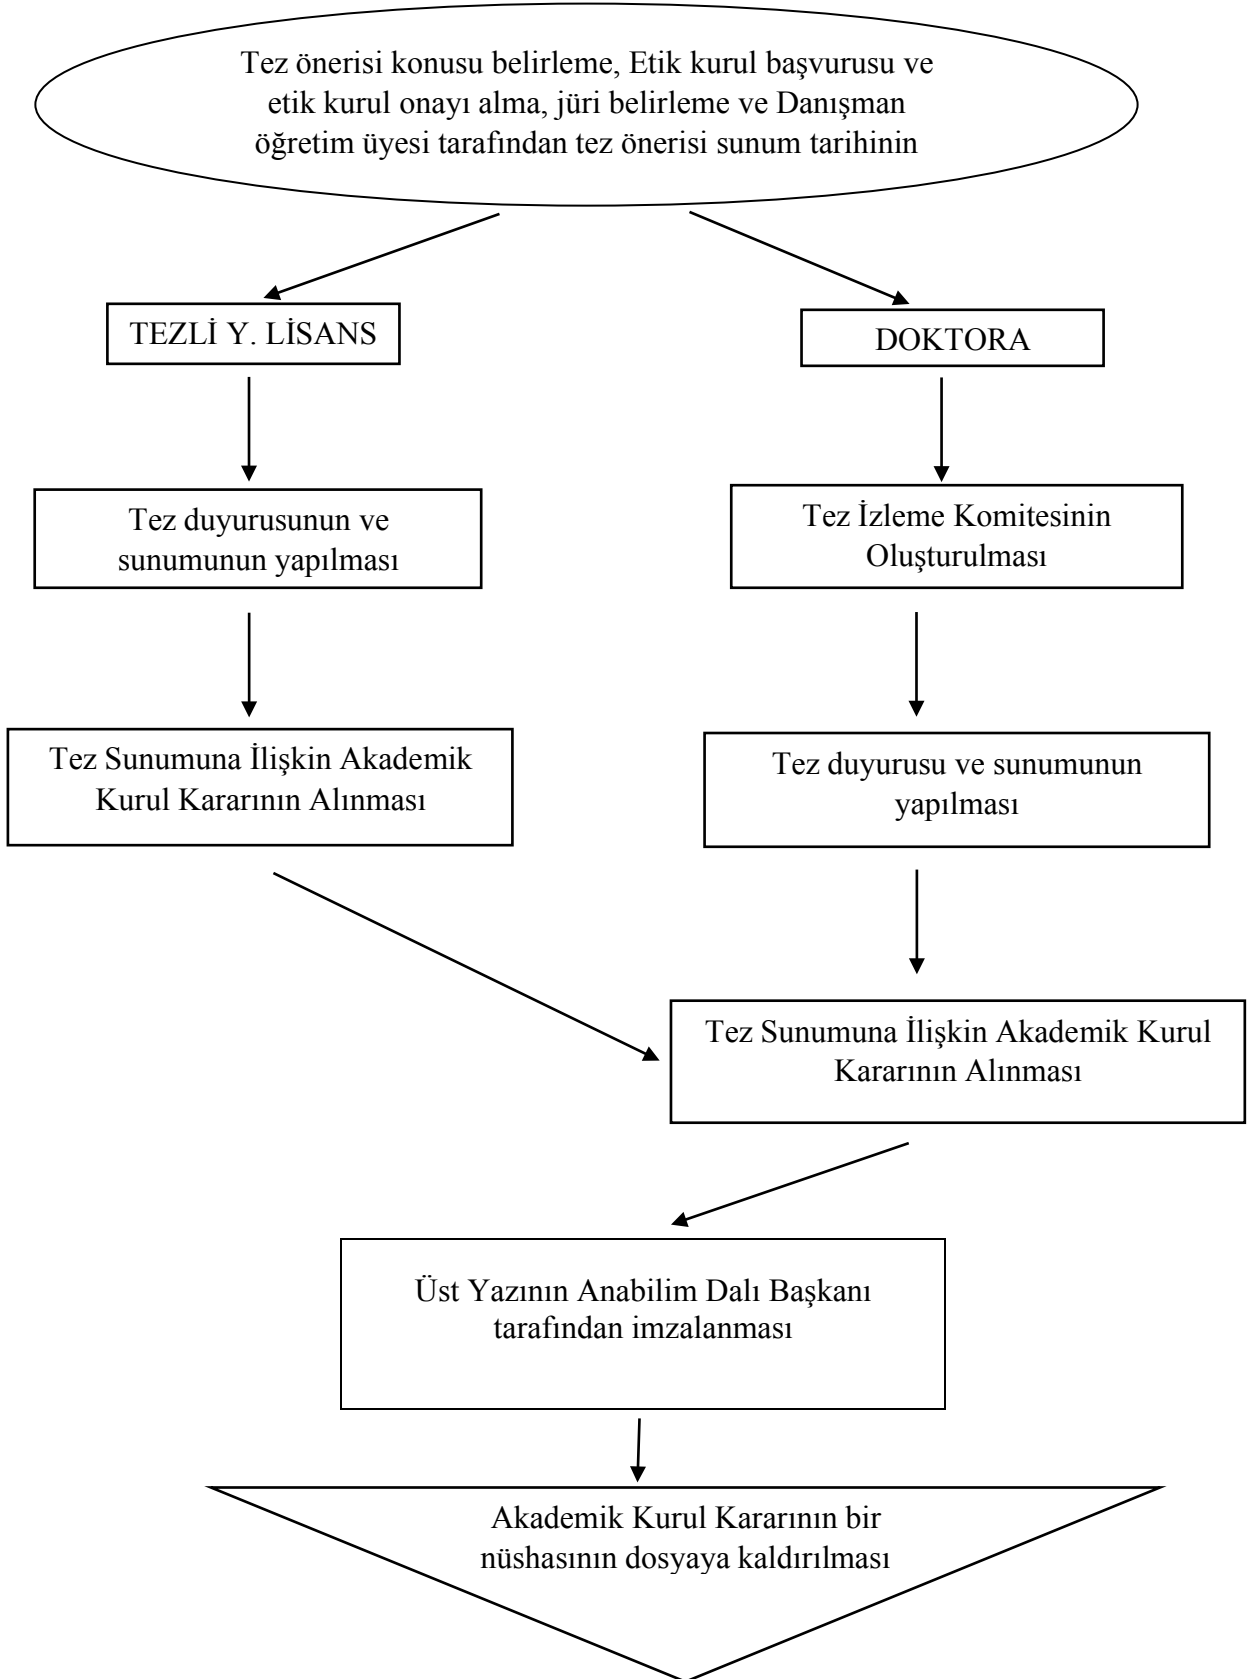 Tez önerisi konusu belirleme, Etik kurul başvurusu ve
etik kurul onayı alma, jüri belirleme ve Danışman
öğretim üyesi tarafından tez önerisi sunum tarihinin
TEZLİ Y. LİSANS
DOKTORA
Tez duyurusunun ve
sunumunun yapılması
Tez İzleme Komitesinin
Oluşturulması
Tez Sunumuna İlişkin Akademik
Kurul Kararının Alınması
Tez duyurusu ve sunumunun
yapılması
Tez Sunumuna İlişkin Akademik Kurul
Kararının Alınması
Üst Yazının Anabilim Dalı Başkanı
tarafından imzalanması
Akademik Kurul Kararının bir
nüshasının dosyaya kaldırılması